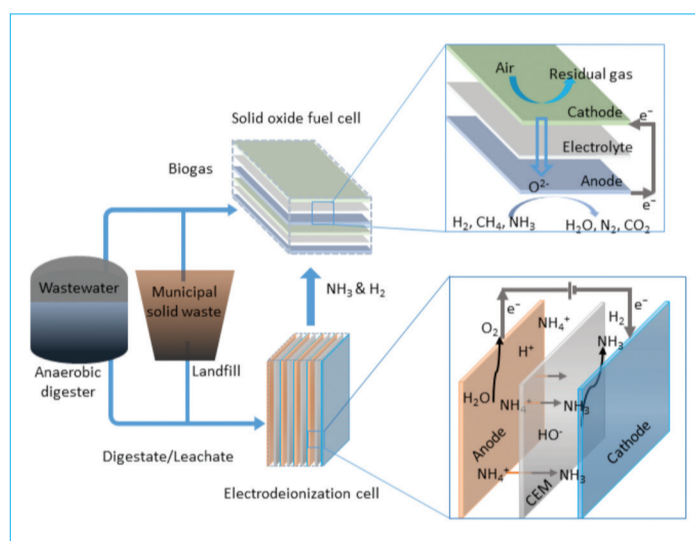 Solid oxide fuel cell
Biogas
Air
Residual gas
Cathode
e⁻
Electrolyte
O²⁻
Anode
e⁻
H₂, CH₄, NH₃
H₂O, N₂, CO₂
Wastewater
Municipal
solid waste
Anaerobic
digester
Landfill
NH₃ & H₂
Digestate/Leachate
Electrodeionization cell
e⁻
e⁻
O₂
NH₄⁺
H₂
NH₃
H⁺
H₂O
NH₄⁺
NH₃
HO⁻
Anode
NH₄⁺
NH₃
CEM
Cathode